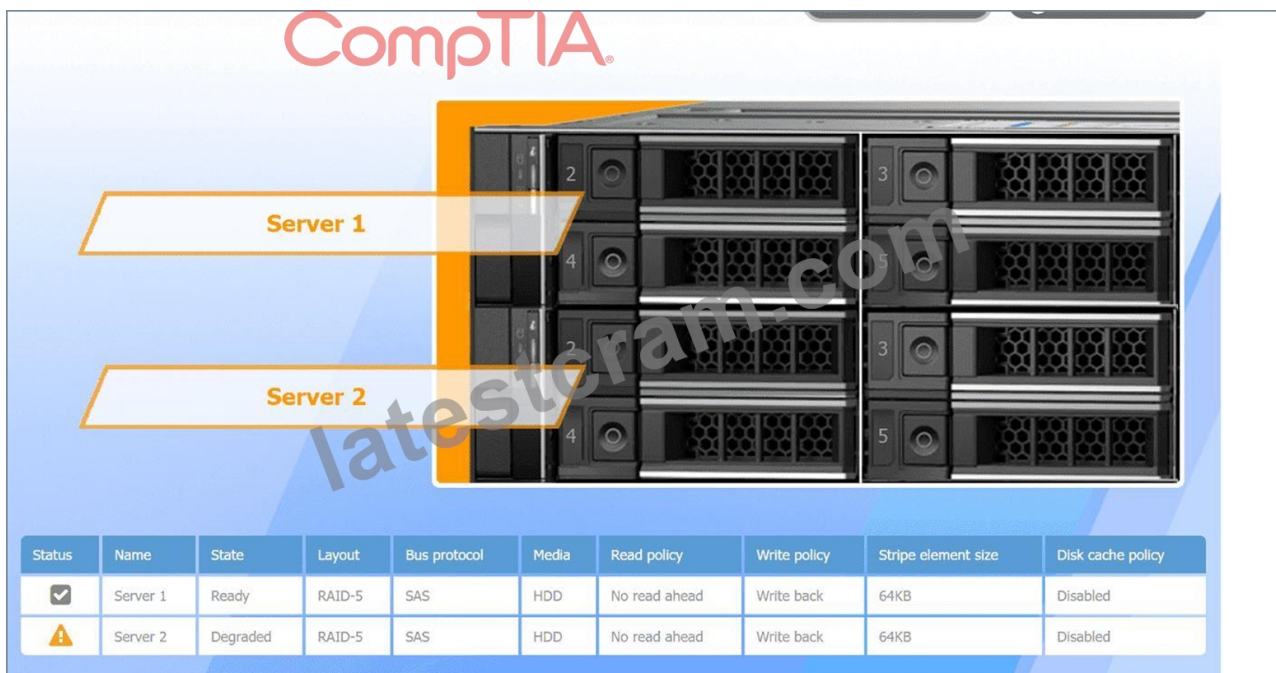 CompTIA®
2
3
Server 1
4
5
2
3
Server 2
4
5
latestcram.com
Status Name State Layout Bus protocol Media Read policy Write policy Stripe element size Disk cache policy
Server 1 Ready RAID-5 SAS HDD No read ahead Write back 64KB Disabled
Server 2 Degraded RAID-5 SAS HDD No read ahead Write back 64KB Disabled